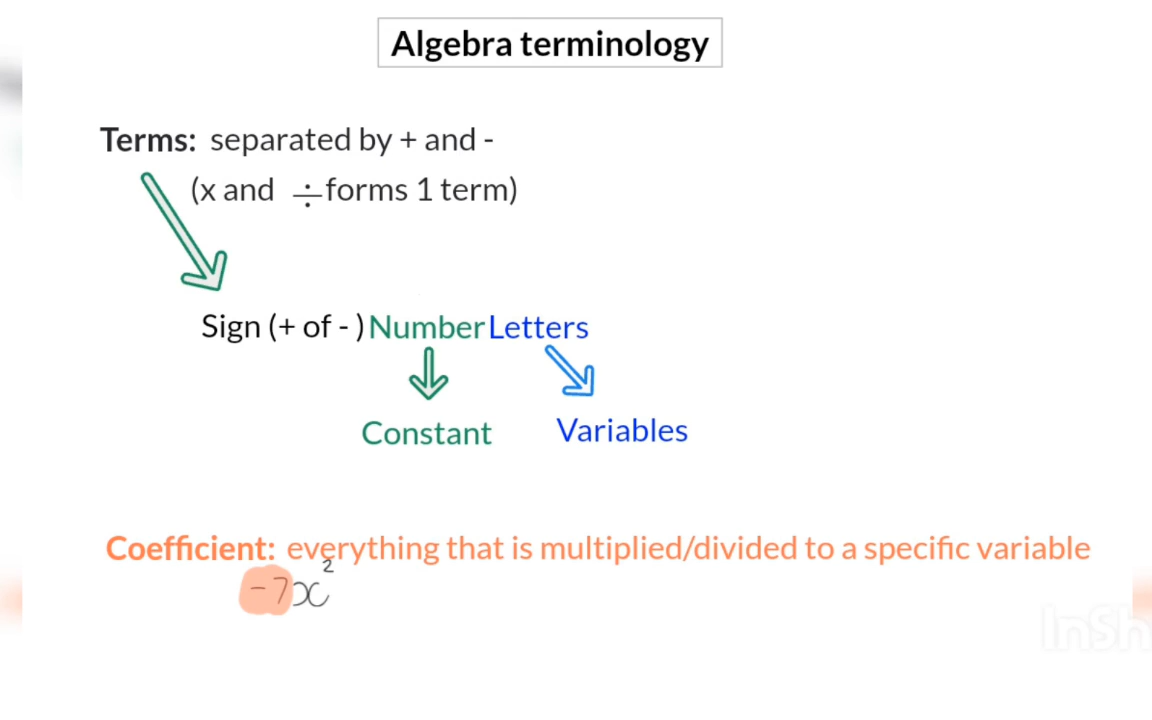 Algebra terminology
Terms: separated by + and -
(x and ÷ forms 1 term)
Sign (+ of - ) Number Letters
Constant Variables
Coefficient: everything that is multiplied/divided to a specific variable
-7x²
InSh